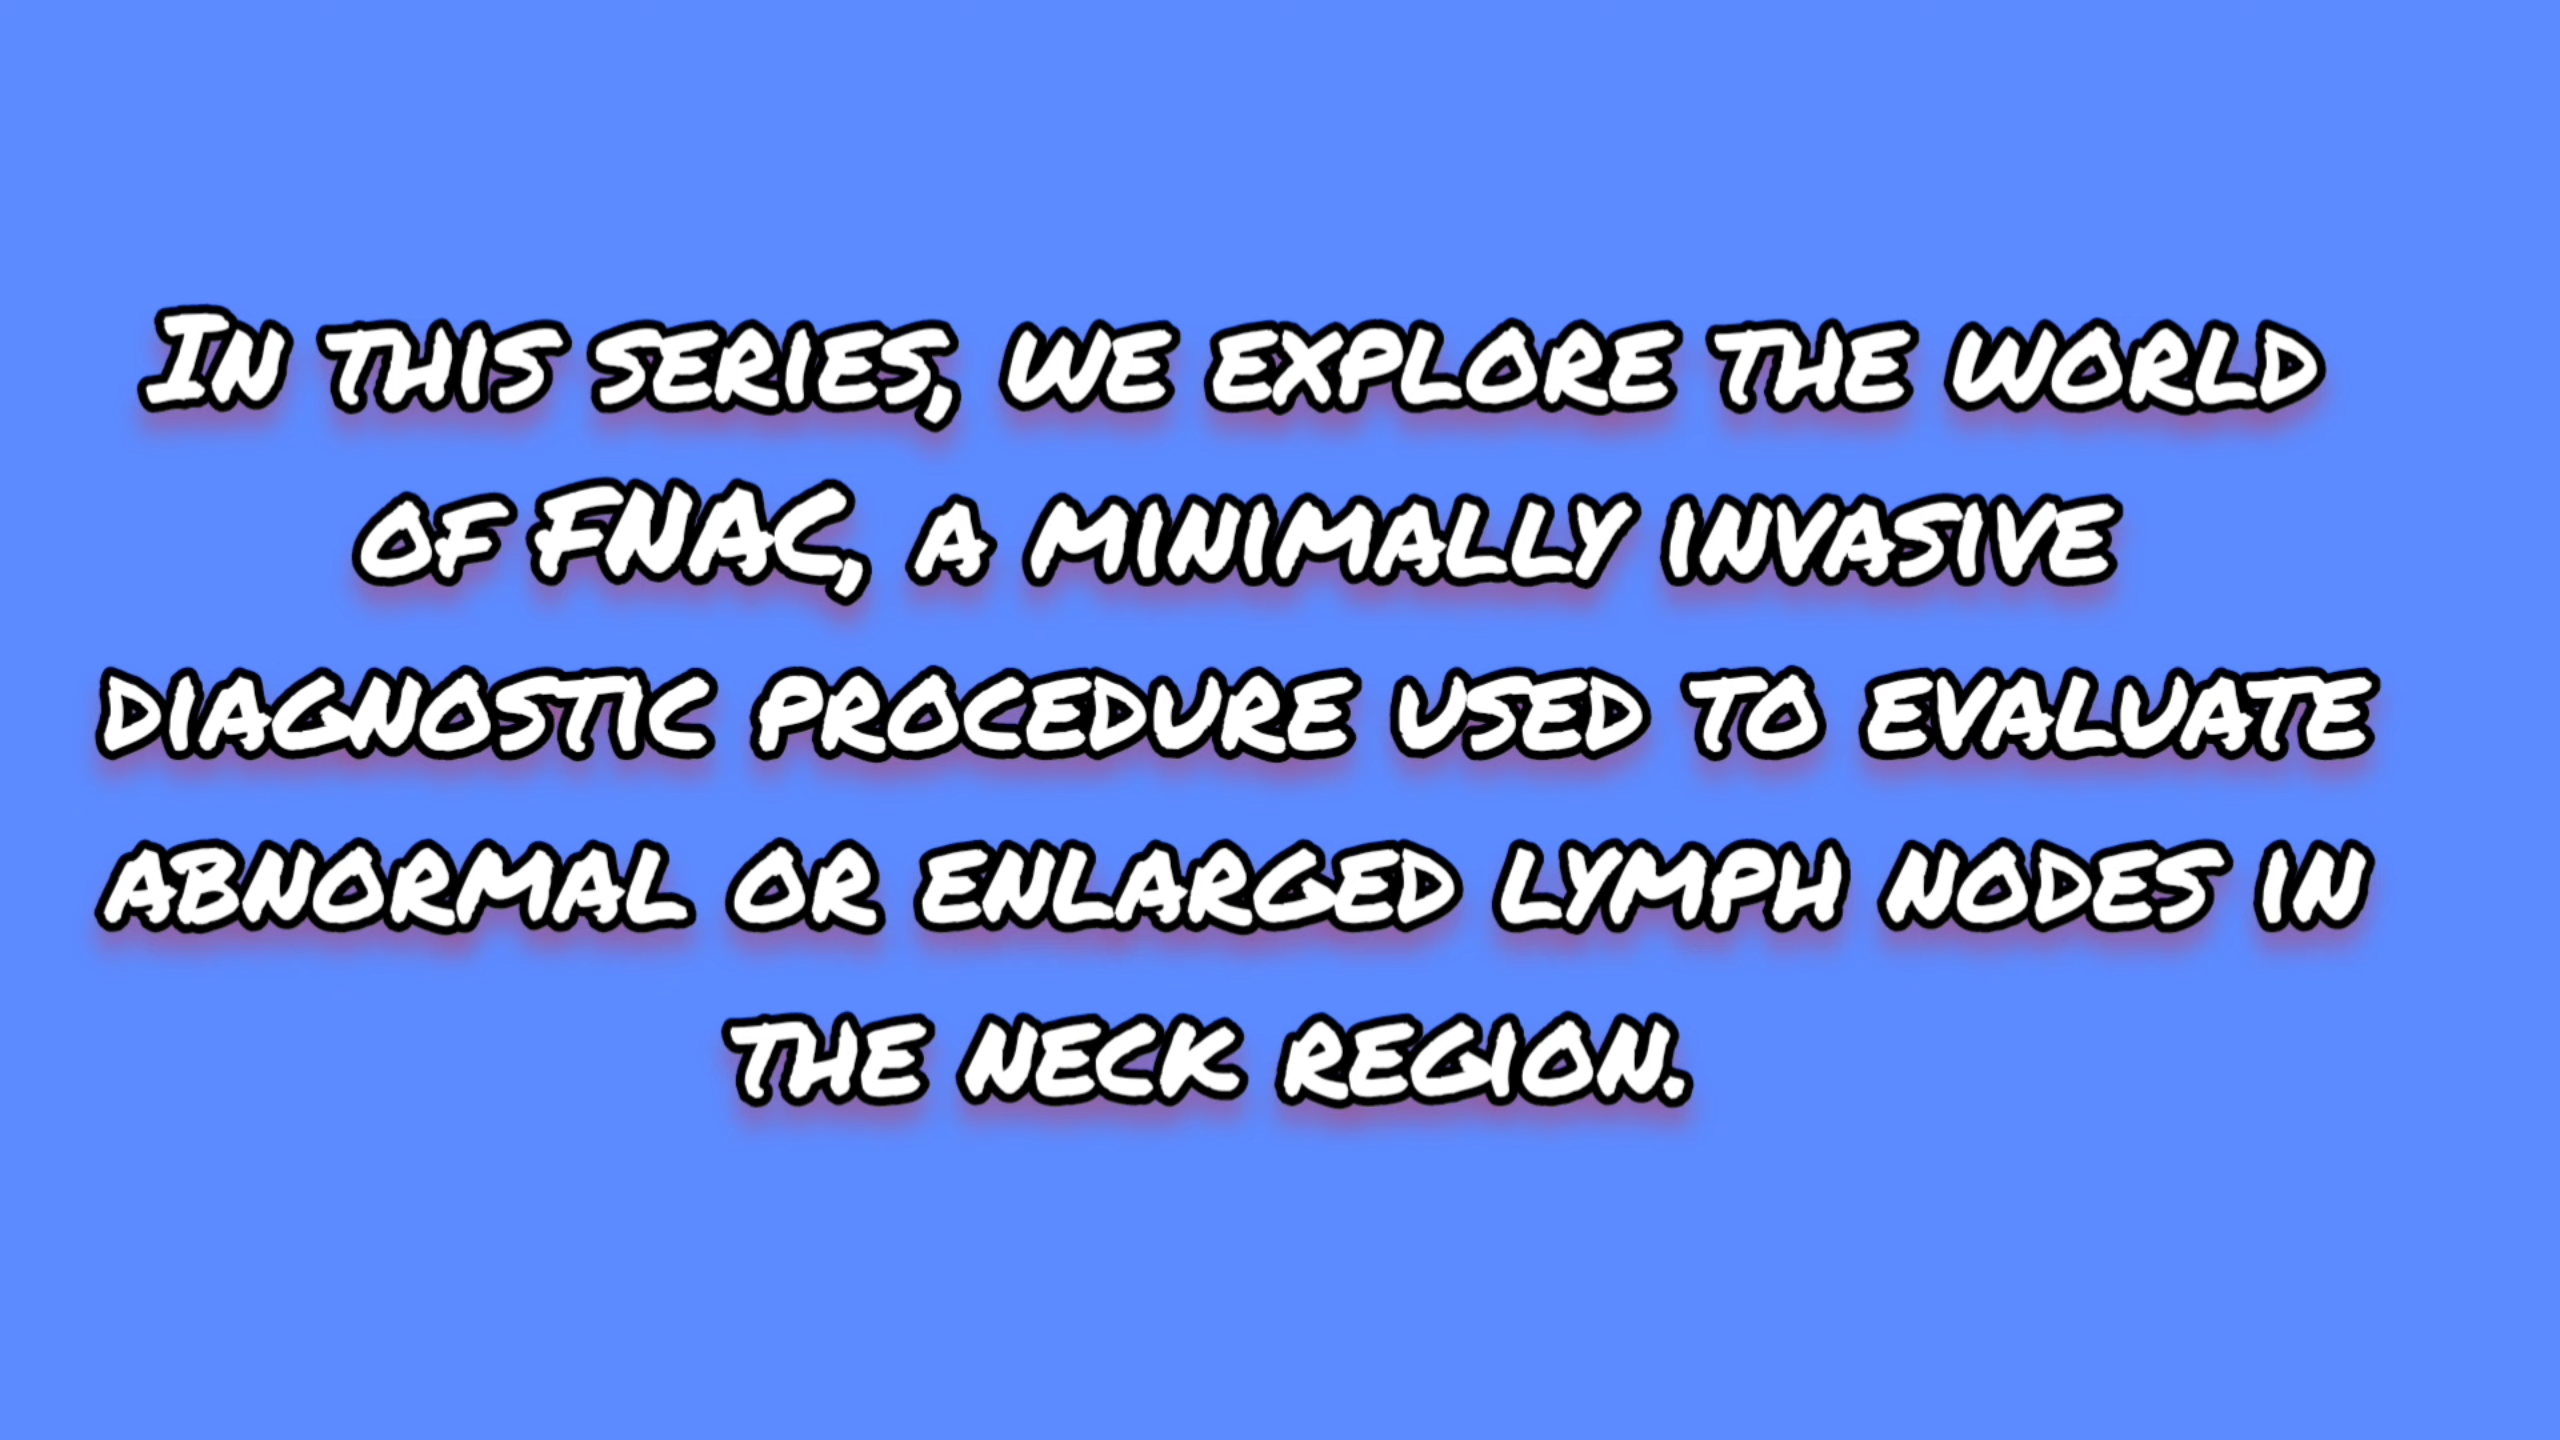 In this series, we explore the world
of FNAC, a minimally invasive
diagnostic procedure used to evaluate
abnormal or enlarged lymph nodes in
the neck region.